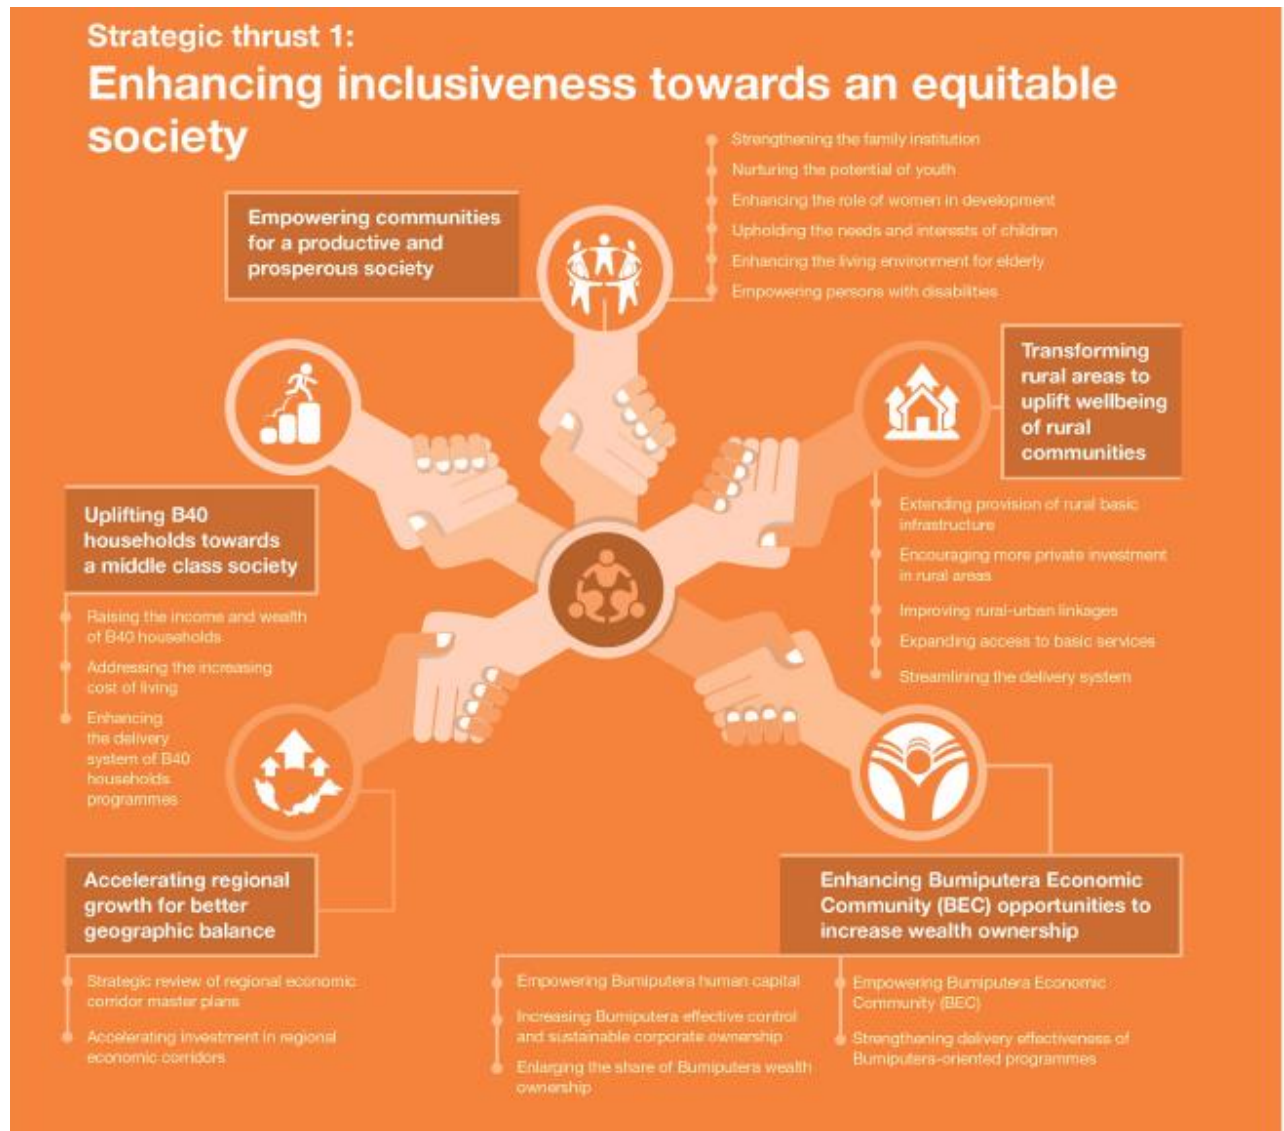 Strategic thrust 1:
Enhancing inclusiveness towards an equitable
society
Empowering communities
for a productive and
prosperous society
Strengthening the family institution
Nurturing the potential of youth
Enhancing the role of women in development
Upholding the needs and interests of children
Enhancing the living environment for elderly
Empowering persons with disabilities
Transforming
rural areas to
uplift wellbeing
of rural
communities
Extending provision of rural basic
infrastructure
Encouraging more private investment
in rural areas
Improving rural-urban linkages
Expanding access to basic services
Streamlining the delivery system
Uplifting B40
households towards
a middle class society
Raising the income and wealth
of B40 households
Addressing the increasing
cost of living
Enhancing
the delivery
system of B40
households
programmes
Accelerating regional
growth for better
geographic balance
Strategic review of regional economic
corridor master plans
Accelerating investment in regional
economic corridors
Enhancing Bumiputera Economic
Community (BEC) opportunities to
increase wealth ownership
Empowering Bumiputera human capital
Increasing Bumiputera effective control
and sustainable corporate ownership
Enlarging the share of Bumiputera wealth
ownership
Empowering Bumiputera Economic
Community (BEC)
Strengthening delivery effectiveness of
Bumiputera-oriented programmes